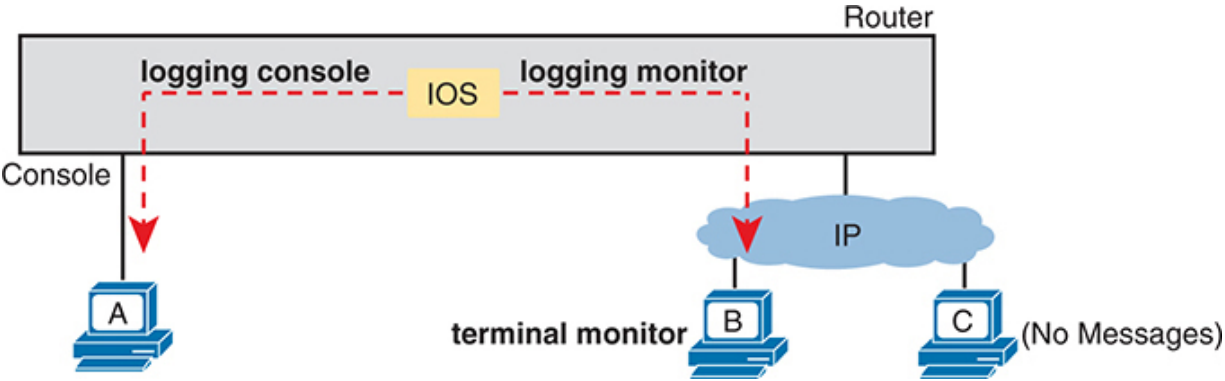 Router
logging console
IOS
logging monitor
Console
IP
A
terminal monitor
B
C
(No Messages)